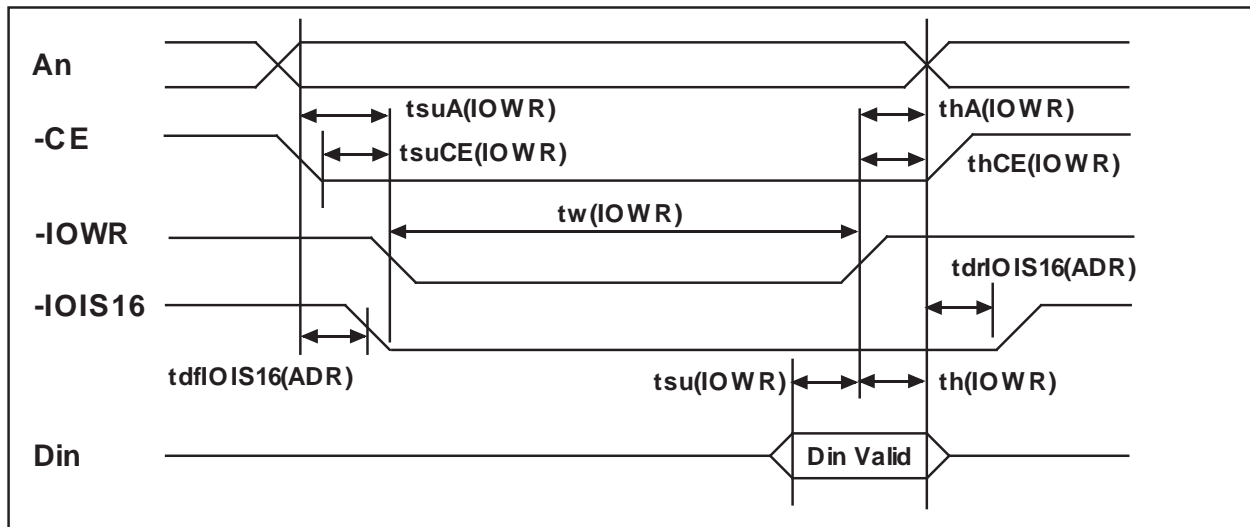 An
tsuA(IOWR)
thA(IOWR)
-CE
tsuCE(IOWR)
thCE(IOWR)
tw(IOWR)
-IOWR
tdrIOIS16(ADR)
-IOIS16
tdfIOIS16(ADR)
tsu(IOWR)
th(IOWR)
Din
Din Valid